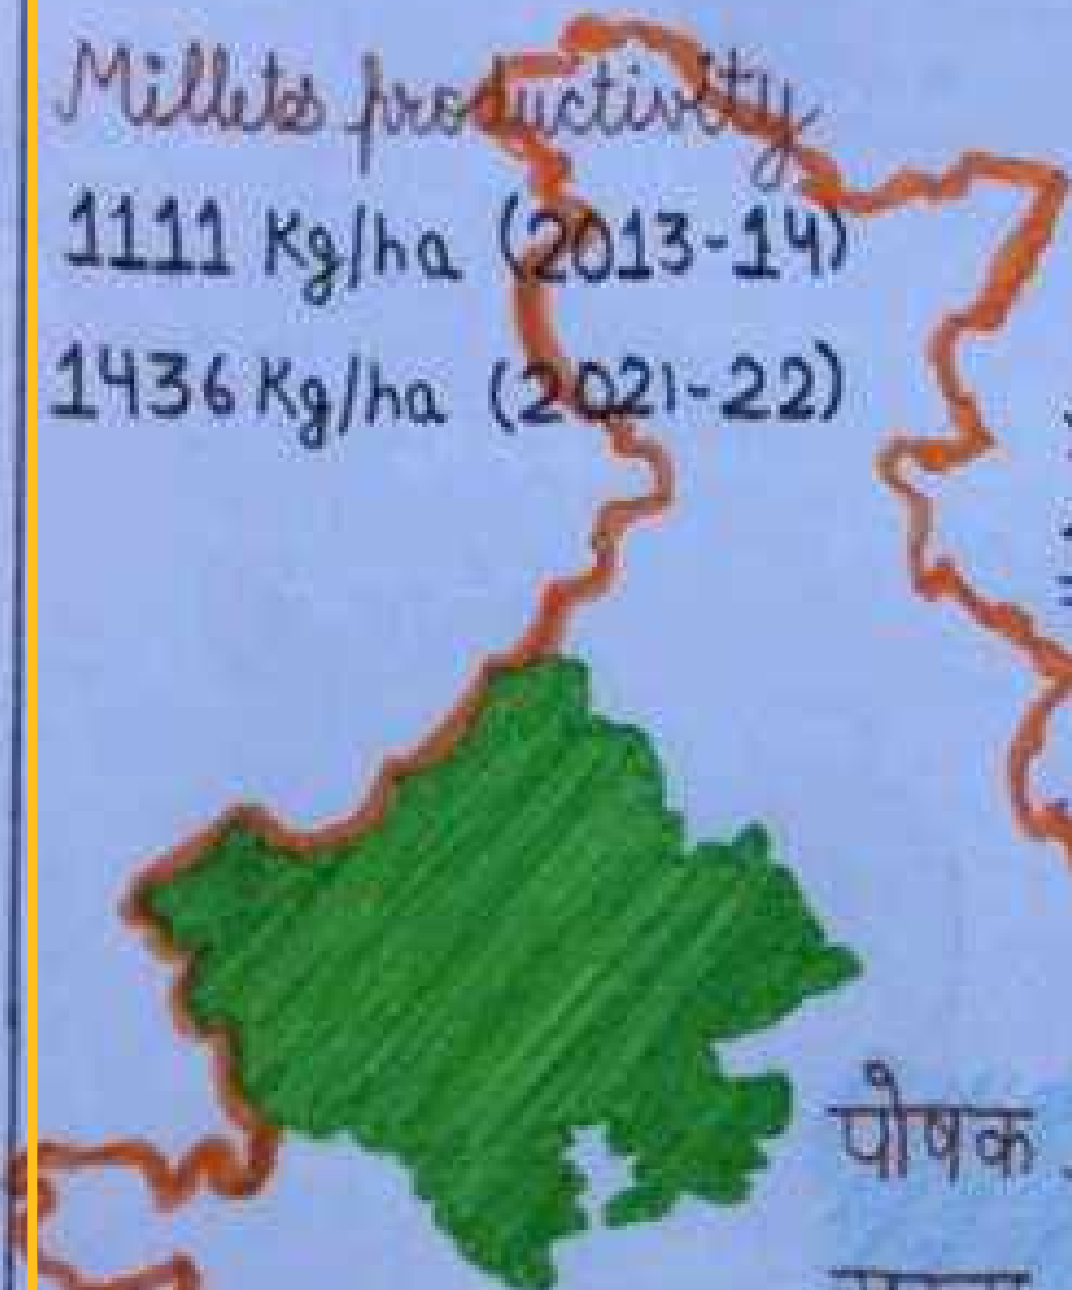 Millets productivity
1111 Kg/ha (2013-14)
1436 Kg/ha (2021-22)
पोषक